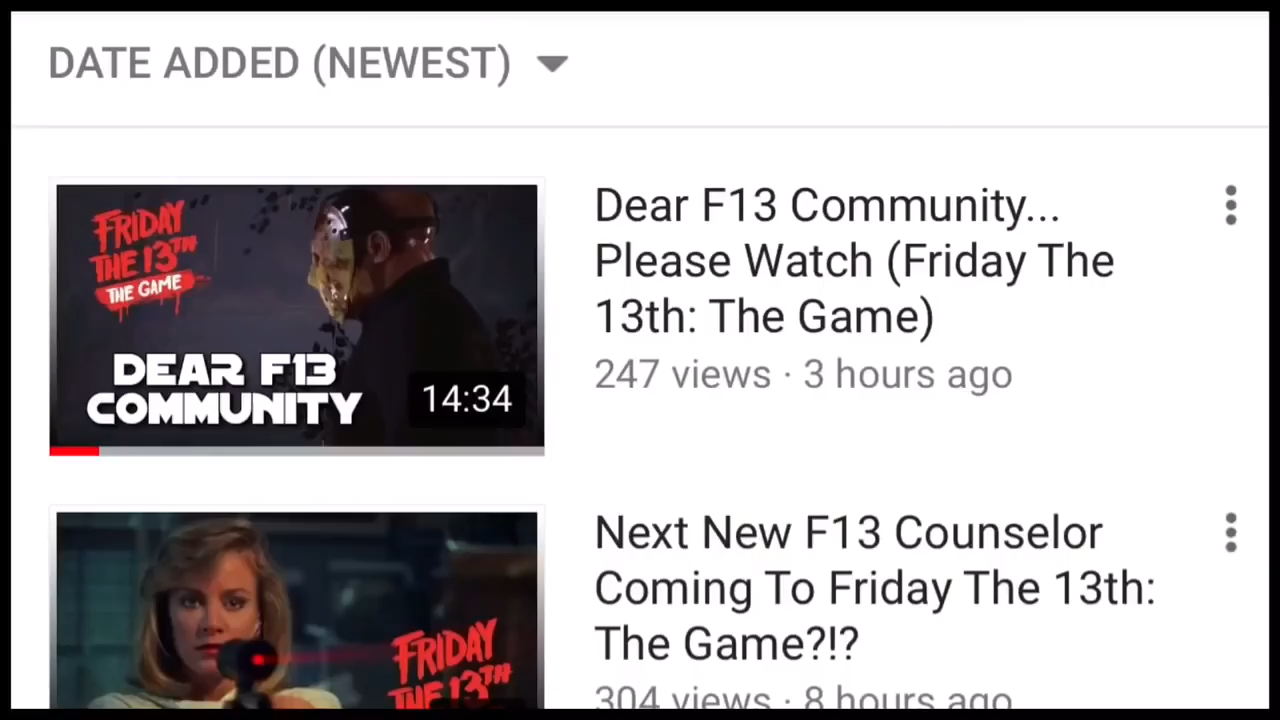 DATE ADDED (NEWEST)
FRIDAY
THE 13TH
THE GAME
DEAR F13
COMMUNITY
14:34
Dear F13 Community...
Please Watch (Friday The
13th: The Game)
247 views · 3 hours ago
FRIDAY
THE 13TH
Next New F13 Counselor
Coming To Friday The 13th:
The Game?!?
304 views · 8 hours ago